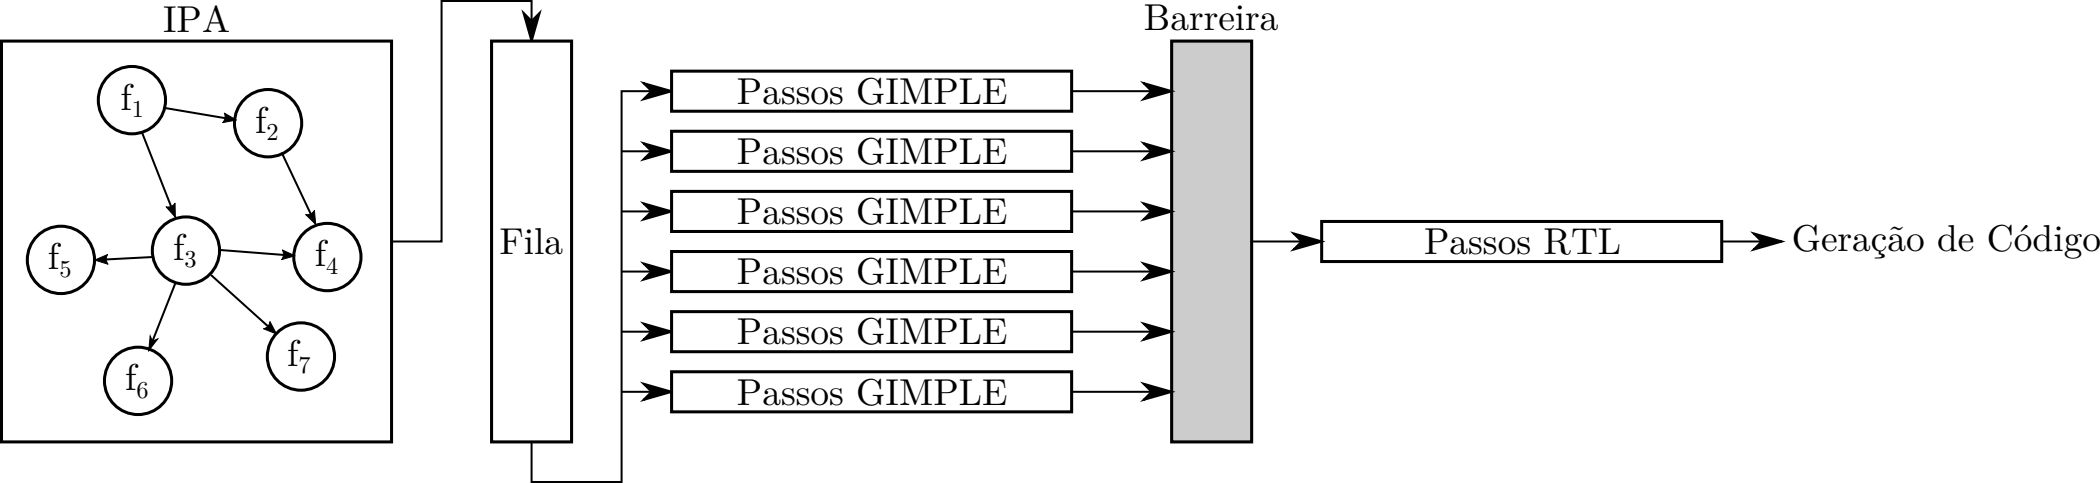 IPA
f1
f2
f3
f4
f5
f6
f7
Fila
Passos GIMPLE
Passos GIMPLE
Passos GIMPLE
Passos GIMPLE
Passos GIMPLE
Passos GIMPLE
Barreira
Passos RTL
Geração de Código